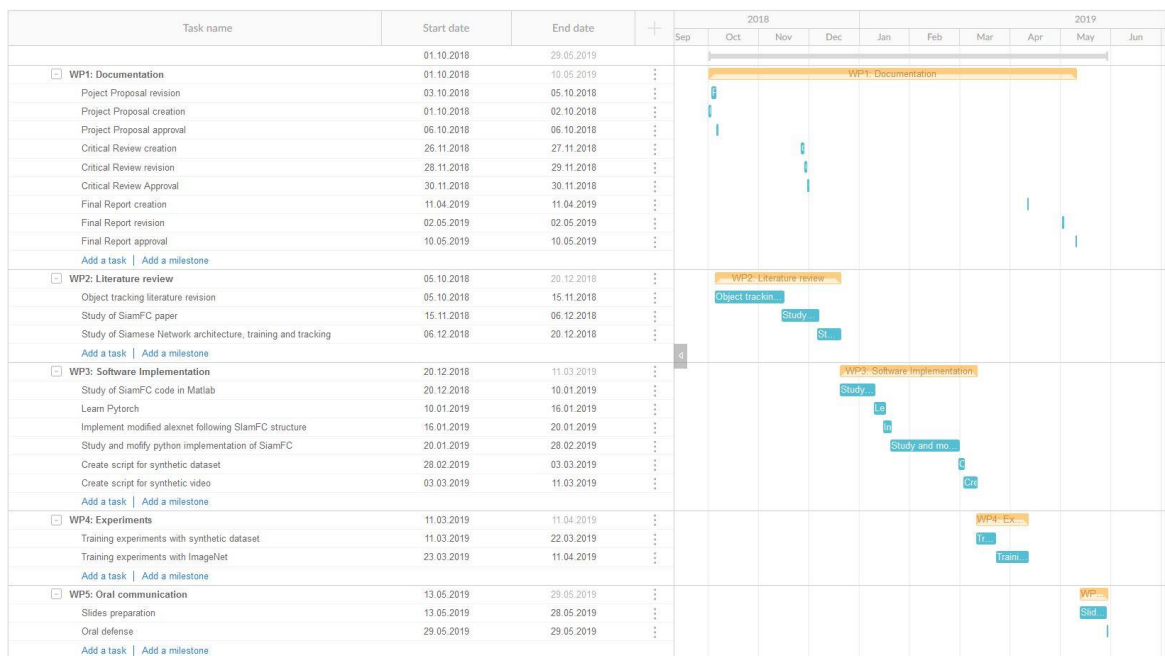 2018 2019
Task name Start date End date
Sep Oct Nov Dec Jan Feb Mar Apr May Jun
01.10.2018 29.05.2019
WP1: Documentation 01.10.2018 10.05.2019 WP1: Documentation
Poject Proposal revision 03.10.2018 05.10.2018
Project Proposal creation 01.10.2018 02.10.2018
Project Proposal approval 06.10.2018 06.10.2018
Critical Review creation 26.11.2018 27.11.2018
Critical Review revision 28.11.2018 29.11.2018
Critical Review Approval 30.11.2018 30.11.2018
Final Report creation 11.04.2019 11.04.2019
Final Report revision 02.05.2019 02.05.2019
Final Report approval 10.05.2019 10.05.2019
Add a task | Add a milestone
WP2: Literature review 05.10.2018 20.12.2018 WP2: Literature review
Object tracking literature revision 05.10.2018 15.11.2018 Object trackin...
Study of SiamFC paper 15.11.2018 06.12.2018 Study...
Study of Siamese Network architecture, training and tracking 06.12.2018 20.12.2018 St...
Add a task | Add a milestone
WP3: Software Implementation 20.12.2018 11.03.2019 WP3: Software Implementation
Study of SiamFC code in Matlab 20.12.2018 10.01.2019 Study
Learn Pytorch 10.01.2019 16.01.2019 Le
Implement modified alexnet following SIamFC structure 16.01.2019 20.01.2019 In
Study and mofify python implementation of SiamFC 20.01.2019 28.02.2019 Study and mo...
Create script for synthetic dataset 28.02.2019 03.03.2019
Create script for synthetic video 03.03.2019 11.03.2019 Cre
Add a task | Add a milestone
WP4: Experiments 11.03.2019 11.04.2019 WP4: Ex...
Training experiments with synthetic dataset 11.03.2019 22.03.2019 Tr...
Training experiments with ImageNet 23.03.2019 11.04.2019 Traini...
Add a task | Add a milestone
WP5: Oral communication 13.05.2019 29.05.2019 WP...
Slides preparation 13.05.2019 28.05.2019 Slid...
Oral defense 29.05.2019 29.05.2019
Add a task | Add a milestone